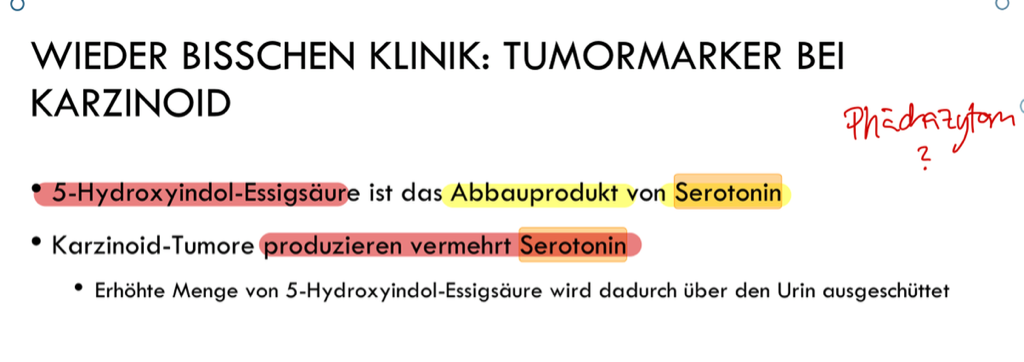 WIEDER BISSCHEN KLINIK: TUMORMARKER BEI
KARZINOID
Phäochrozytom
?
• 5-Hydroxyindol-Essigsäure ist das Abbauprodukt von Serotonin
• Karzinoid-Tumore produzieren vermehrt Serotonin
• Erhöhte Menge von 5-Hydroxyindol-Essigsäure wird dadurch über den Urin ausgeschüttet